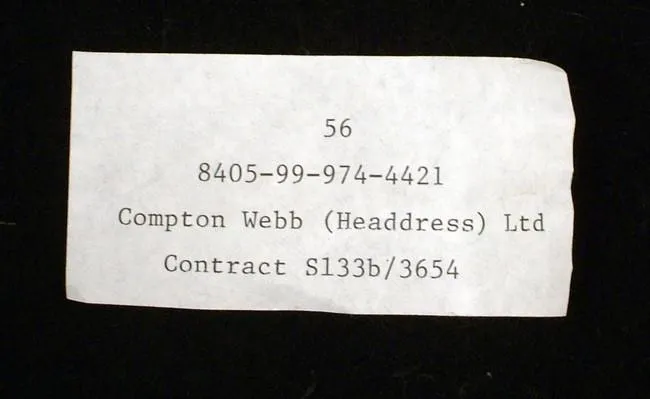 56
8405-99-974-4421
Compton Webb (Headdress) Ltd
Contract S133b/3654